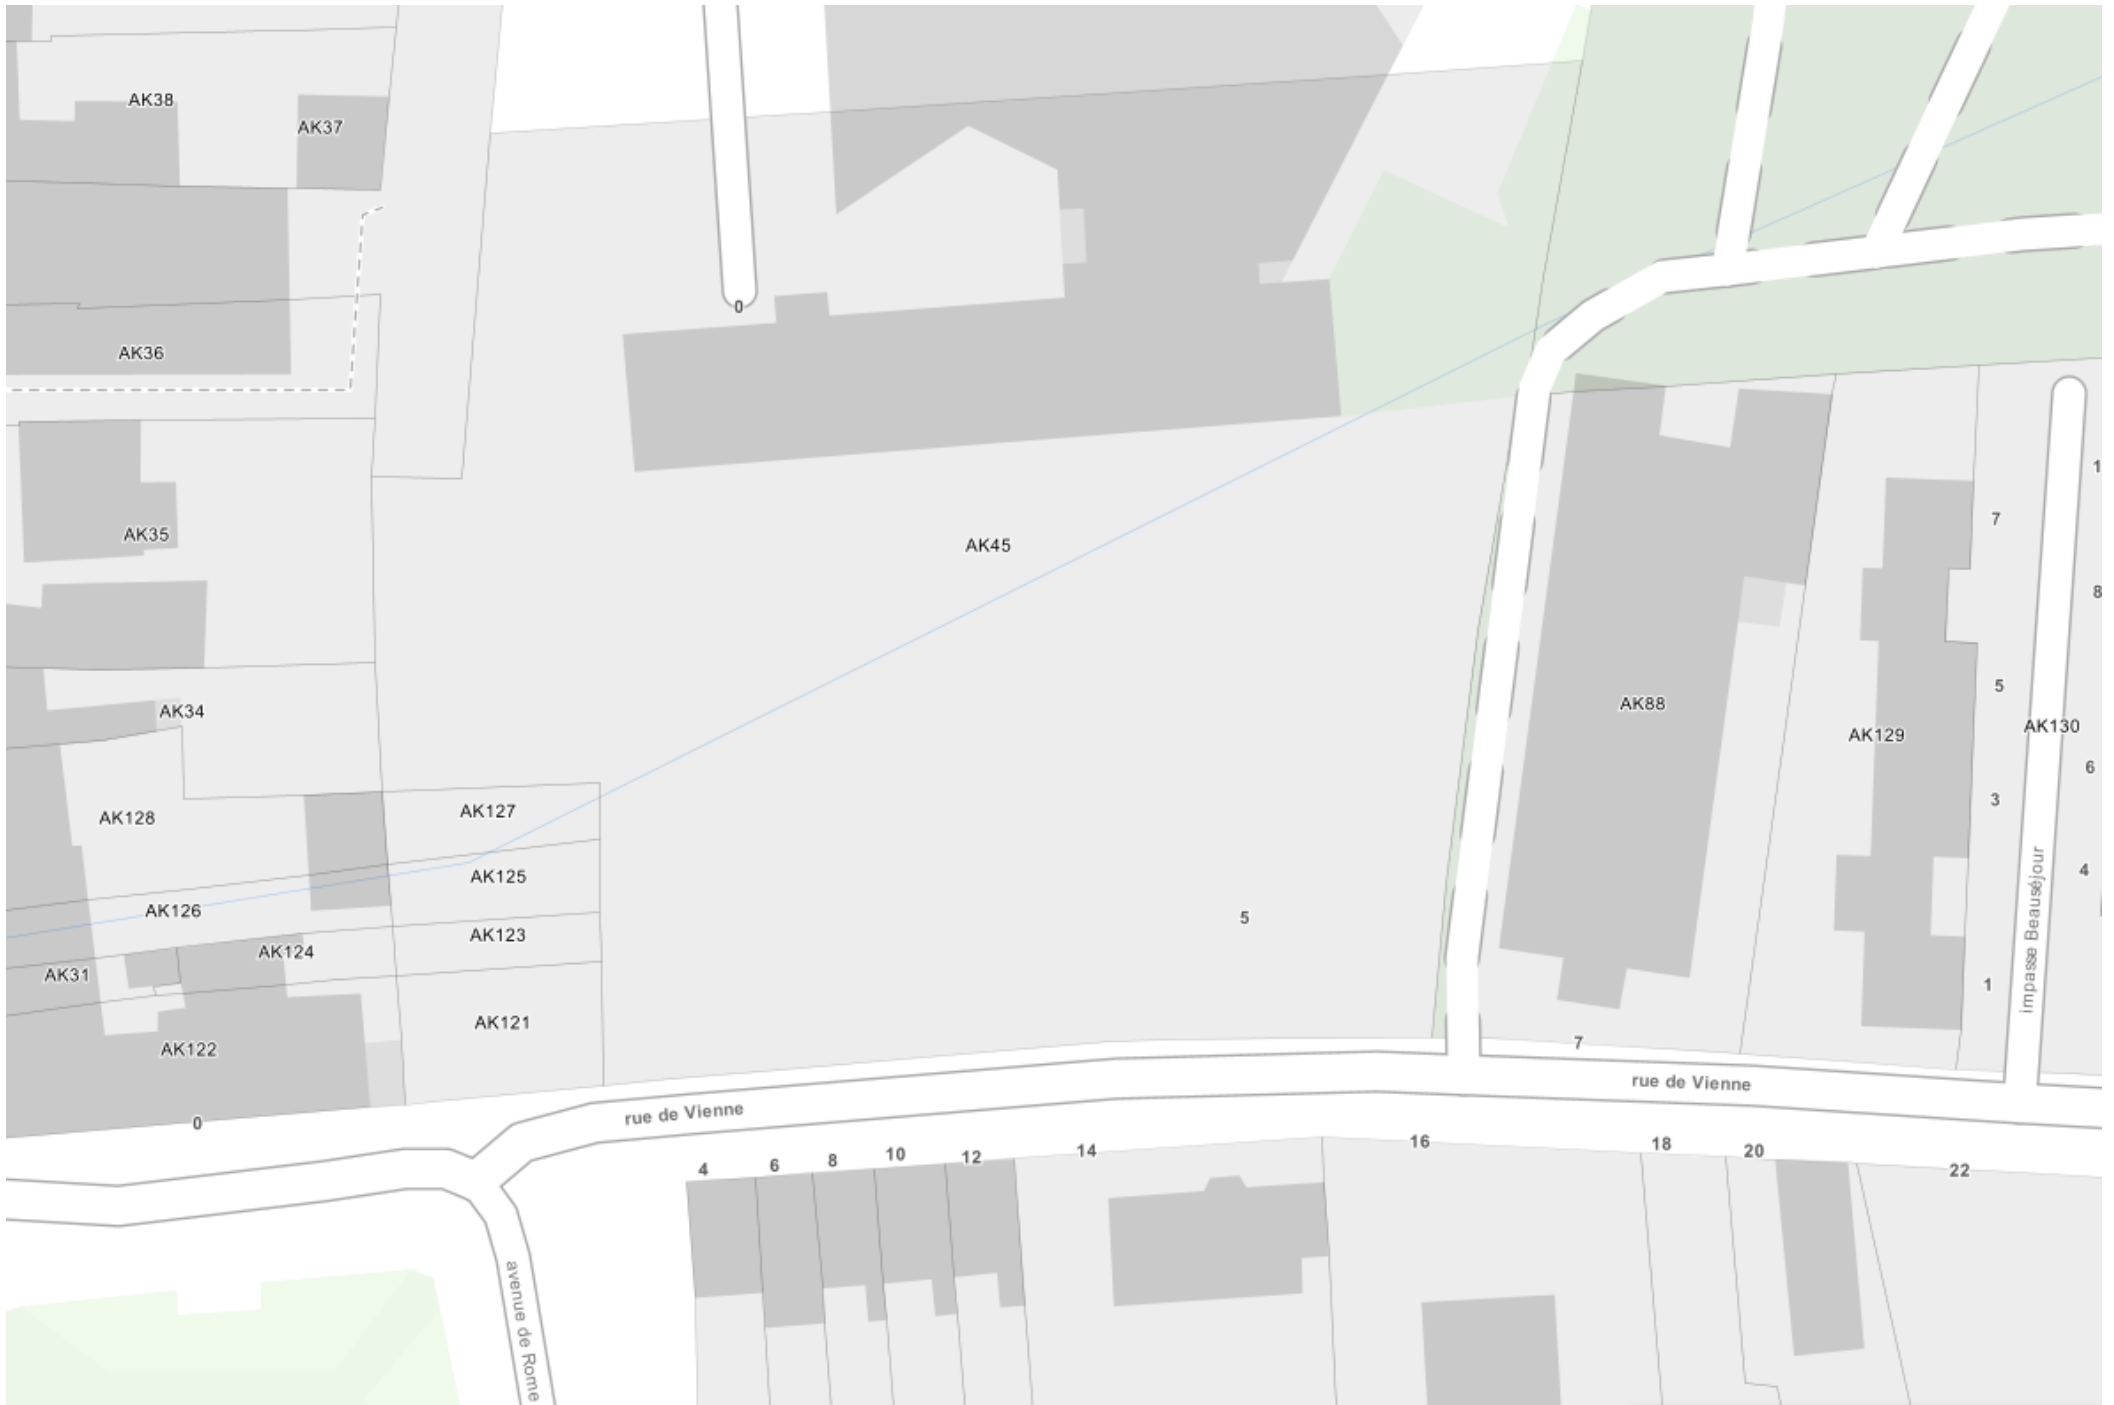 AK38
AK37
0
AK36
1
7
AK35
AK45
8
5
AK88
AK34
AK130
AK129
6
3
AK127
AK128
4
AK125
impasse Beauséjour
AK126
5
AK123
AK124
AK31
1
AK121
7
AK122
rue de Vienne
rue de Vienne
0
16
18
20
14
10
12
8
6
4
22
avenue de Rome